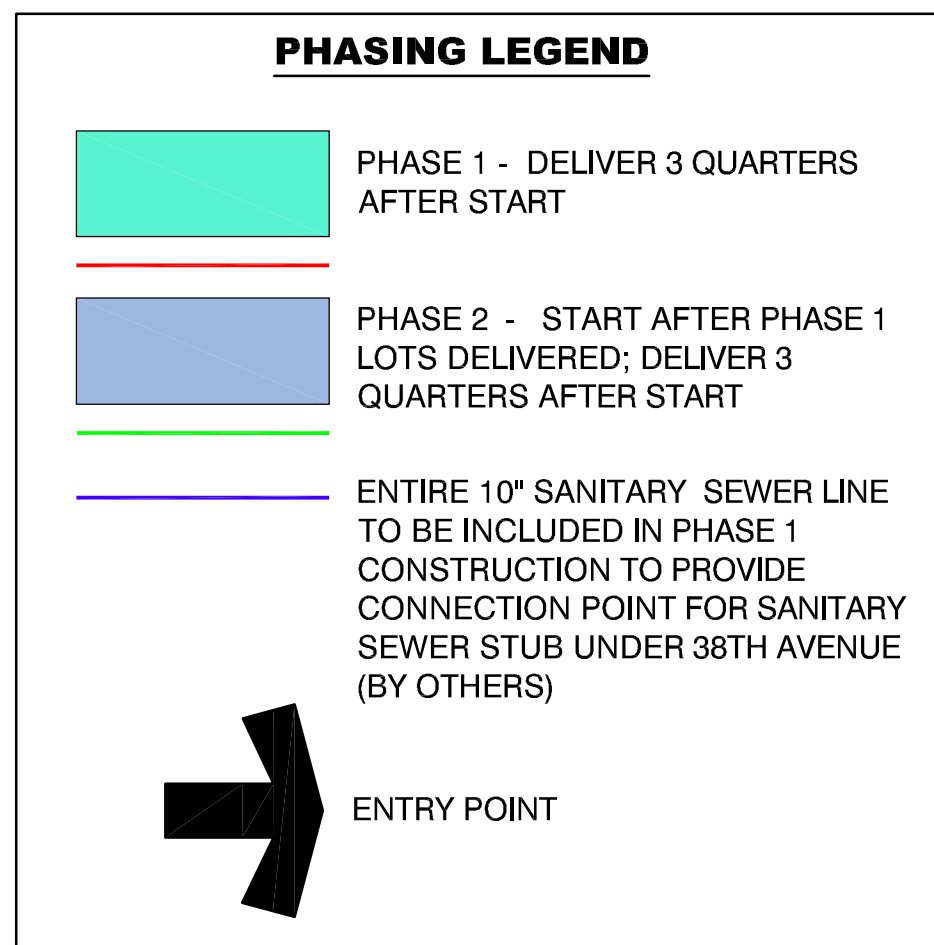 PHASING LEGEND
PHASE 1 - DELIVER 3 QUARTERS
AFTER START
PHASE 2 - START AFTER PHASE 1
LOTS DELIVERED; DELIVER 3
QUARTERS AFTER START
ENTIRE 10" SANITARY SEWER LINE
TO BE INCLUDED IN PHASE 1
CONSTRUCTION TO PROVIDE
CONNECTION POINT FOR SANITARY
SEWER STUB UNDER 38TH AVENUE
(BY OTHERS)
ENTRY POINT